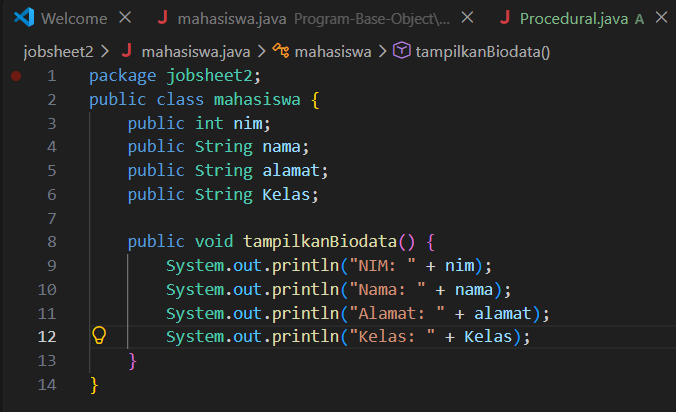 Welcome mahasiswa.java Program-Base-Object\... Procedural.java A
jobsheet2 > mahasiswa.java > mahasiswa > tampilkanBiodata()
1 package jobsheet2;
2 public class mahasiswa {
3 public int nim;
4 public String nama;
5 public String alamat;
6 public String Kelas;
7
8 public void tampilkanBiodata() {
9 System.out.println("NIM: " + nim);
10 System.out.println("Nama: " + nama);
11 System.out.println("Alamat: " + alamat);
12 System.out.println("Kelas: " + Kelas);
13 }
14 }